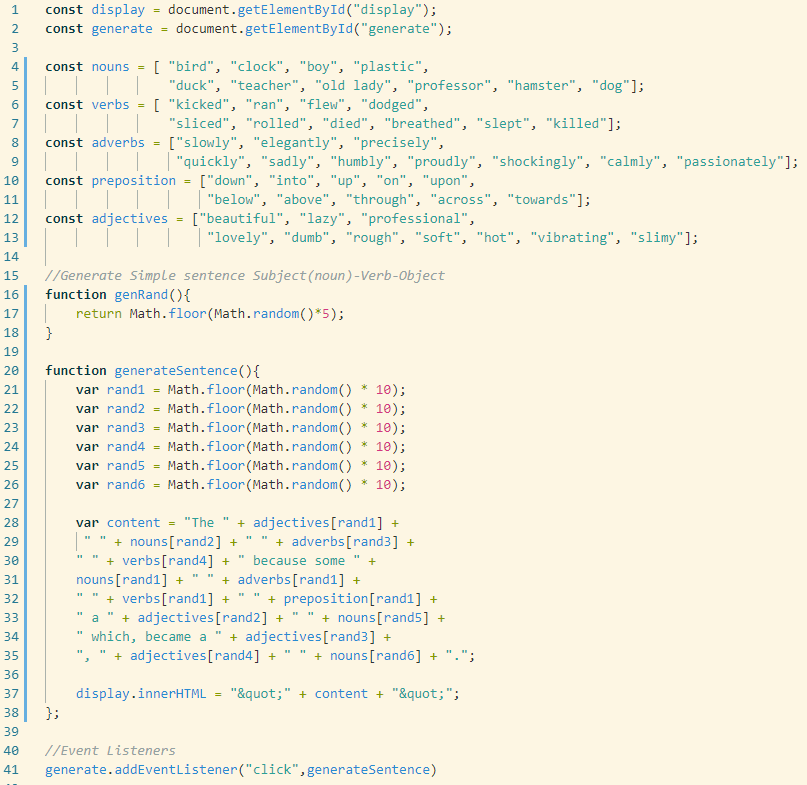 1 const display = document.getElementById("display");
2 const generate = document.getElementById("generate");
3
4 const nouns = [ "bird", "clock", "boy", "plastic",
5 "duck", "teacher", "old lady", "professor", "hamster", "dog"];
6 const verbs = [ "kicked", "ran", "flew", "dodged",
7 "sliced", "rolled", "died", "breathed", "slept", "killed"];
8 const adverbs = ["slowly", "elegantly", "precisely",
9 "quickly", "sadly", "humbly", "proudly", "shockingly", "calmly", "passionately"];
10 const preposition = ["down", "into", "up", "on", "upon",
11 "below", "above", "through", "across", "towards"];
12 const adjectives = ["beautiful", "lazy", "professional",
13 "lovely", "dumb", "rough", "soft", "hot", "vibrating", "slimy"];
14
15 //Generate Simple sentence Subject(noun)-Verb-Object
16 function genRand(){
17 return Math.floor(Math.random()*5);
18 }
19
20 function generateSentence(){
21 var rand1 = Math.floor(Math.random() * 10);
22 var rand2 = Math.floor(Math.random() * 10);
23 var rand3 = Math.floor(Math.random() * 10);
24 var rand4 = Math.floor(Math.random() * 10);
25 var rand5 = Math.floor(Math.random() * 10);
26 var rand6 = Math.floor(Math.random() * 10);
27
28 var content = "The " + adjectives[rand1] +
29 " " + nouns[rand2] + " " + adverbs[rand3] +
30 " " + verbs[rand4] + " because some " +
31 nouns[rand1] + " " + adverbs[rand1] +
32 " " + verbs[rand1] + " " + preposition[rand1] +
33 " a " + adjectives[rand2] + " " + nouns[rand5] +
34 " which, became a " + adjectives[rand3] +
35 ", " + adjectives[rand4] + " " + nouns[rand6] + ".";
36
37 display.innerHTML = "&quot;" + content + "&quot;";
38 };
39
40 //Event Listeners
41 generate.addEventListener("click",generateSentence)